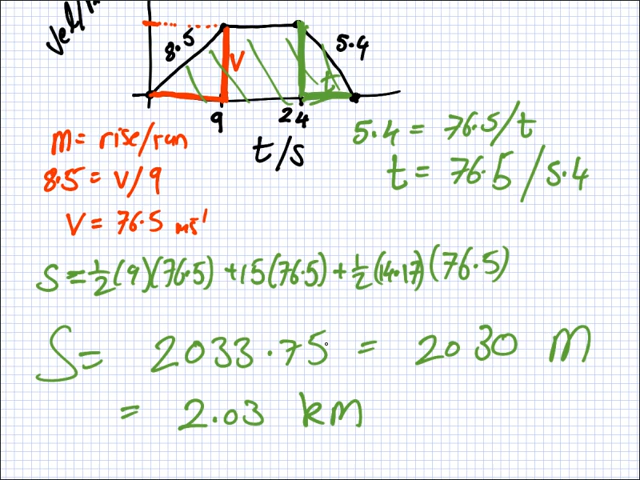 vel/m
8.5
V
5.4
t
9
24
t/s
m = rise/run
8.5 = v/9
V = 76.5 ms⁻¹
5.4 = 76.5/t
t = 76.5/5.4
S = ½(9)(76.5) + 15(76.5) + ½(14.17)(76.5)
S = 2033.75 = 2030 m
= 2.03 km